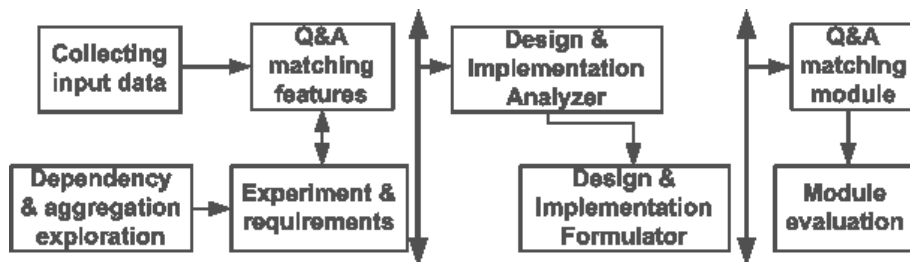 Collecting
input data
Q&A
matching
features
Design &
Implementation
Analyzer
Q&A
matching
module
Dependency
& aggregation
exploration
Experiment &
requirements
Design &
Implementation
Formulator
Module
evaluation